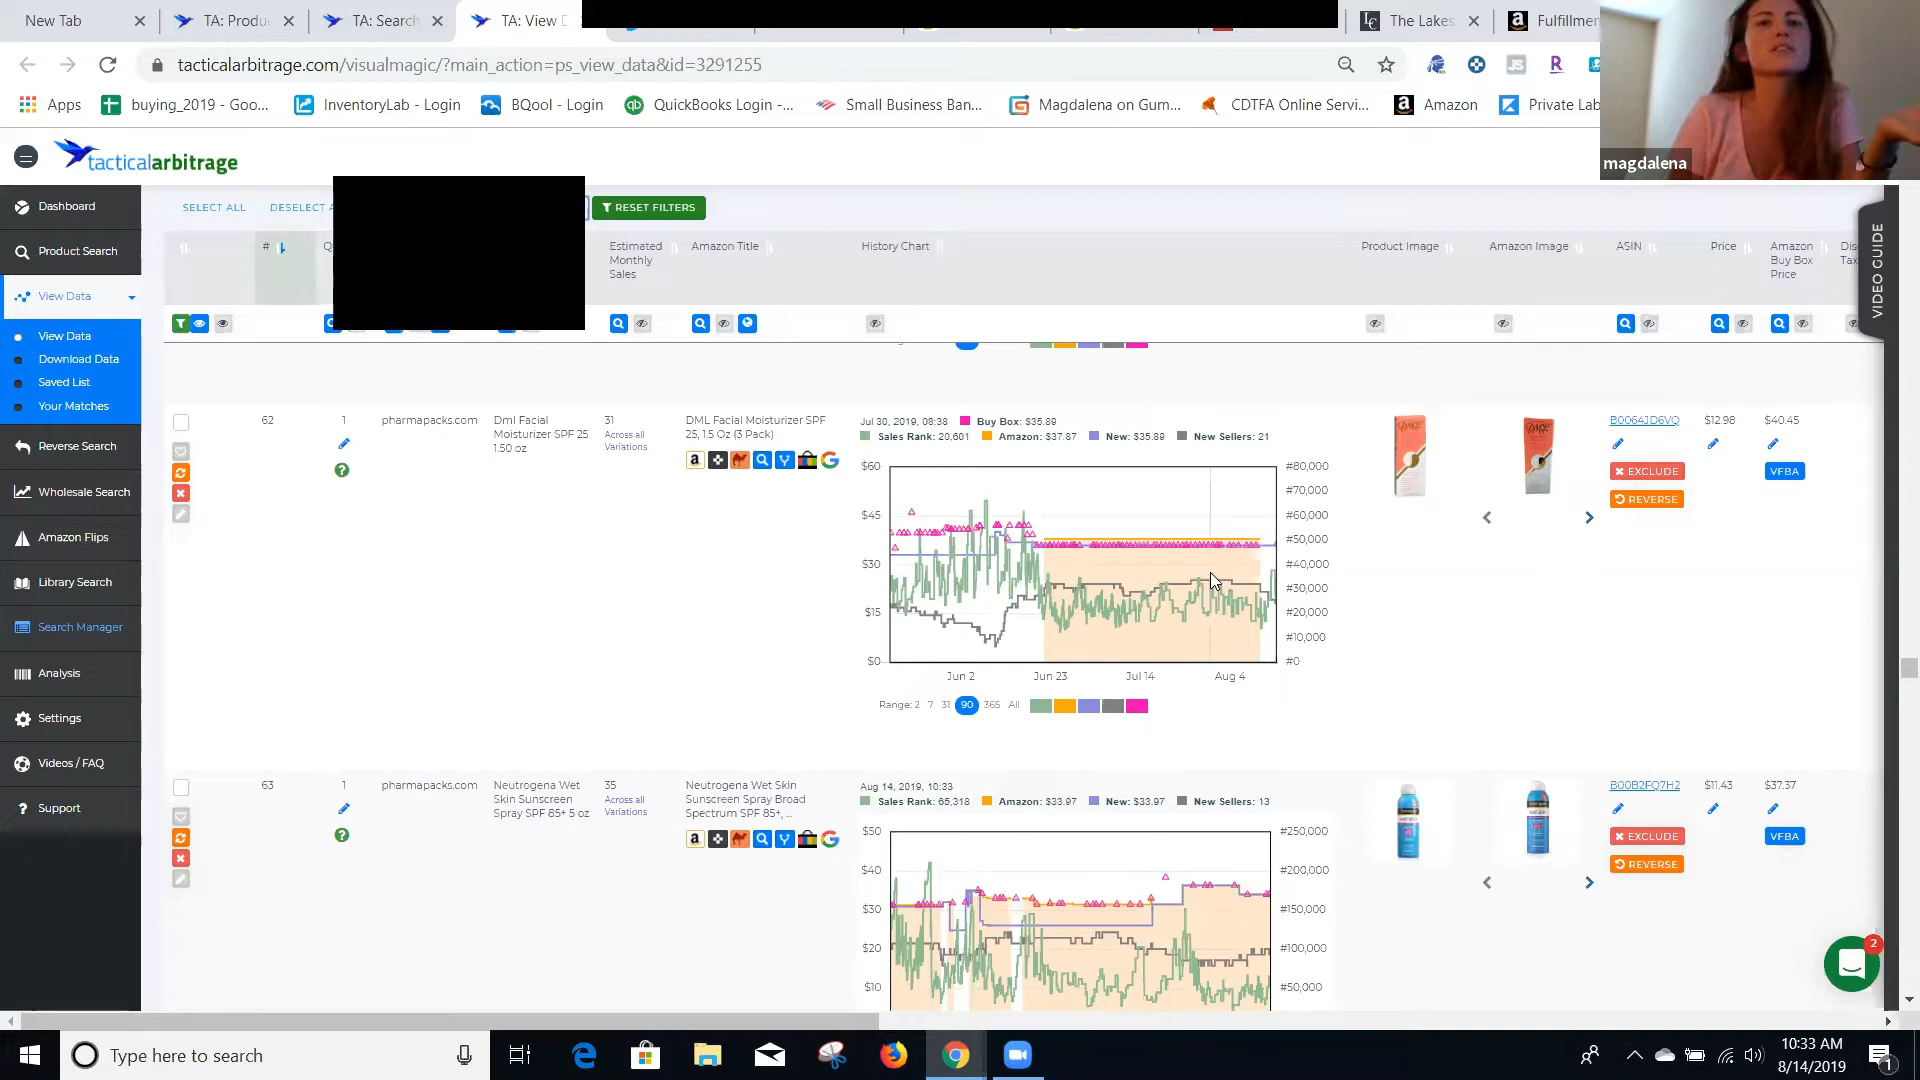 New Tab
TA: Produ
TA: Search
TA: View D
The Lakes
Fulfillmen
tacticalarbitrage.com/visualmagic/?main_action=ps_view_data&id=3291255
Apps
buying_2019 - Goo...
InventoryLab - Login
BQool - Login
QuickBooks Login -...
Small Business Ban...
Magdalena on Gum...
CDTFA Online Servi...
Amazon
Private Lab
magdalena
tacticalarbitrage
Dashboard
Product Search
View Data
View Data
Download Data
Saved List
Your Matches
Reverse Search
Wholesale Search
Amazon Flips
Library Search
Search Manager
Analysis
Settings
Videos / FAQ
Support
SELECT ALL
DESELECT A
RESET FILTERS
VIDEO GUIDE
#
Estimated
Monthly
Sales
Amazon Title
History Chart
Product Image
Amazon Image
ASIN
Price
Amazon
Buy Box
Price
Dis
Tax
62
1
pharmapacks.com
Dml Facial
Moisturizer SPF 25
1.50 oz
31
Across all
Variations
DML Facial Moisturizer SPF
25, 1.5 Oz (3 Pack)
Jul 30, 2019, 08:38 Buy Box: $35.89
Sales Rank: 20,601 Amazon: $37.87 New: $35.89 New Sellers: 21
$60
$45
$30
$15
$0
#80,000
#70,000
#60,000
#50,000
#40,000
#30,000
#20,000
#10,000
#0
Jun 2 Jun 23 Jul 14 Aug 4
Range: 2 7 31 90 365 All
B0064JD6VQ
EXCLUDE
REVERSE
$12.98
$40.45
VFBA
63
1
pharmapacks.com
Neutrogena Wet
Skin Sunscreen
Spray SPF 85+ 5 oz
35
Across all
Variations
Neutrogena Wet Skin
Sunscreen Spray Broad
Spectrum SPF 85+, ...
Aug 14, 2019, 10:33
Sales Rank: 65,318 Amazon: $33.97 New: $33.97 New Sellers: 13
$50
$40
$30
$20
$10
#250,000
#200,000
#150,000
#100,000
#50,000
B00B2FQ7H2
EXCLUDE
REVERSE
$11.43
$37.37
VFBA
2
Type here to search
10:33 AM
8/14/2019
1